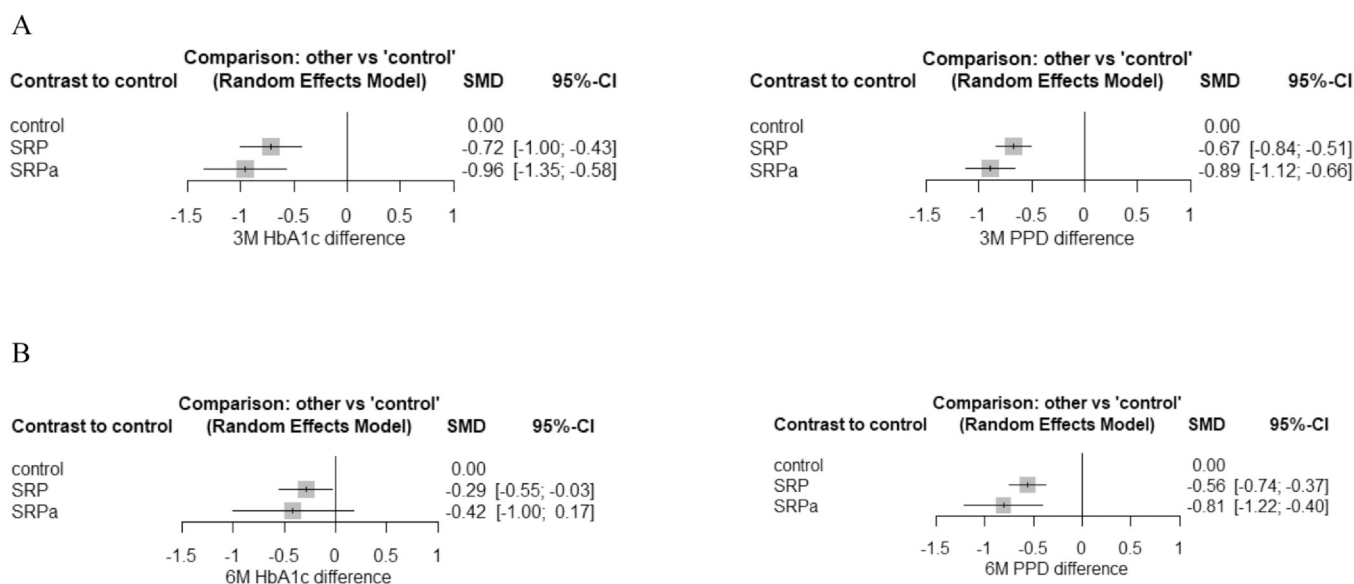 A
Comparison: other vs 'control'
Contrast to control (Random Effects Model) SMD 95%-CI
control 0.00
SRP -0.72 [-1.00; -0.43]
SRPa -0.96 [-1.35; -0.58]
-1.5 -1 -0.5 0 0.5 1
3M HbA1c difference
Comparison: other vs 'control'
Contrast to control (Random Effects Model) SMD 95%-CI
control 0.00
SRP -0.67 [-0.84; -0.51]
SRPa -0.89 [-1.12; -0.66]
-1.5 -1 -0.5 0 0.5 1
3M PPD difference
B
Comparison: other vs 'control'
Contrast to control (Random Effects Model) SMD 95%-CI
control 0.00
SRP -0.29 [-0.55; -0.03]
SRPa -0.42 [-1.00; 0.17]
-1.5 -1 -0.5 0 0.5 1
6M HbA1c difference
Comparison: other vs 'control'
Contrast to control (Random Effects Model) SMD 95%-CI
control 0.00
SRP -0.56 [-0.74; -0.37]
SRPa -0.81 [-1.22; -0.40]
-1.5 -1 -0.5 0 0.5 1
6M PPD difference